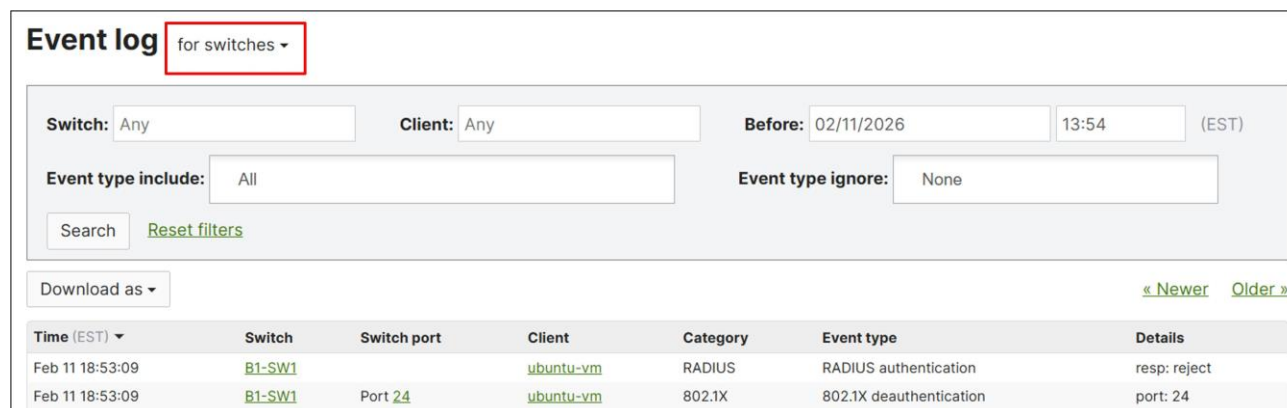 Event log for switches
Switch: Any Client: Any Before: 02/11/2026 13:54 (EST)
Event type include: All Event type ignore: None
Search Reset filters
Download as « Newer Older »
Time (EST) Switch Switch port Client Category Event type Details
Feb 11 18:53:09 B1-SW1 ubuntu-vm RADIUS RADIUS authentication resp: reject
Feb 11 18:53:09 B1-SW1 Port 24 ubuntu-vm 802.1X 802.1X deauthentication port: 24